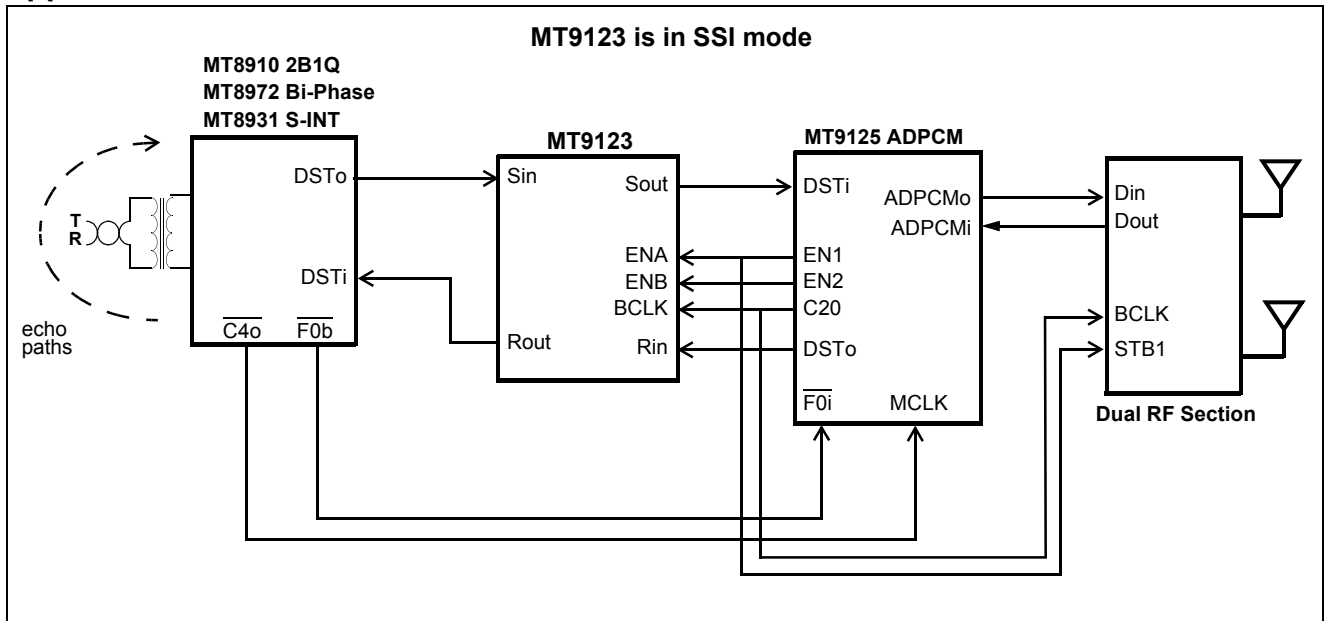 MT9123 is in SSI mode
MT8910 2B1Q
MT8972 Bi-Phase
MT8931 S-INT
MT9123
MT9125 ADPCM
DSTo
Sin
Sout
DSTi
ADPCMo
Din
ADPCMi
Dout
T
R
ENA
EN1
DSTi
ENB
EN2
BCLK
C20
BCLK
echo
paths
C4o
F0b
Rout
Rin
DSTo
STB1
F0i
MCLK
Dual RF Section